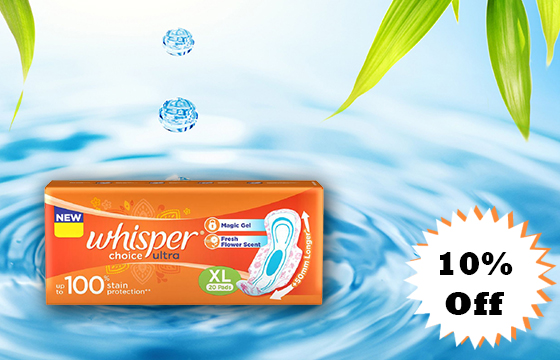 NEW
whisper
choice ultra
up to 100% stain protection**
Magic Gel
Fresh
Flower Scent
XL
20 Pads
+50mm Longer*
10%
Off